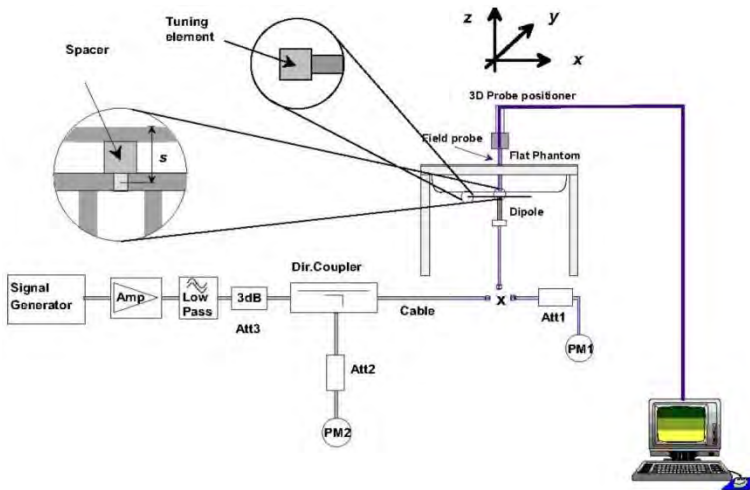 Tuning
element
Spacer
s
z
y
x
3D Probe positioner
Field probe
Flat Phantom
Dipole
Signal
Generator
Amp
Low
Pass
3dB
Att3
Dir.Coupler
Cable
x
Att1
PM1
Att2
PM2